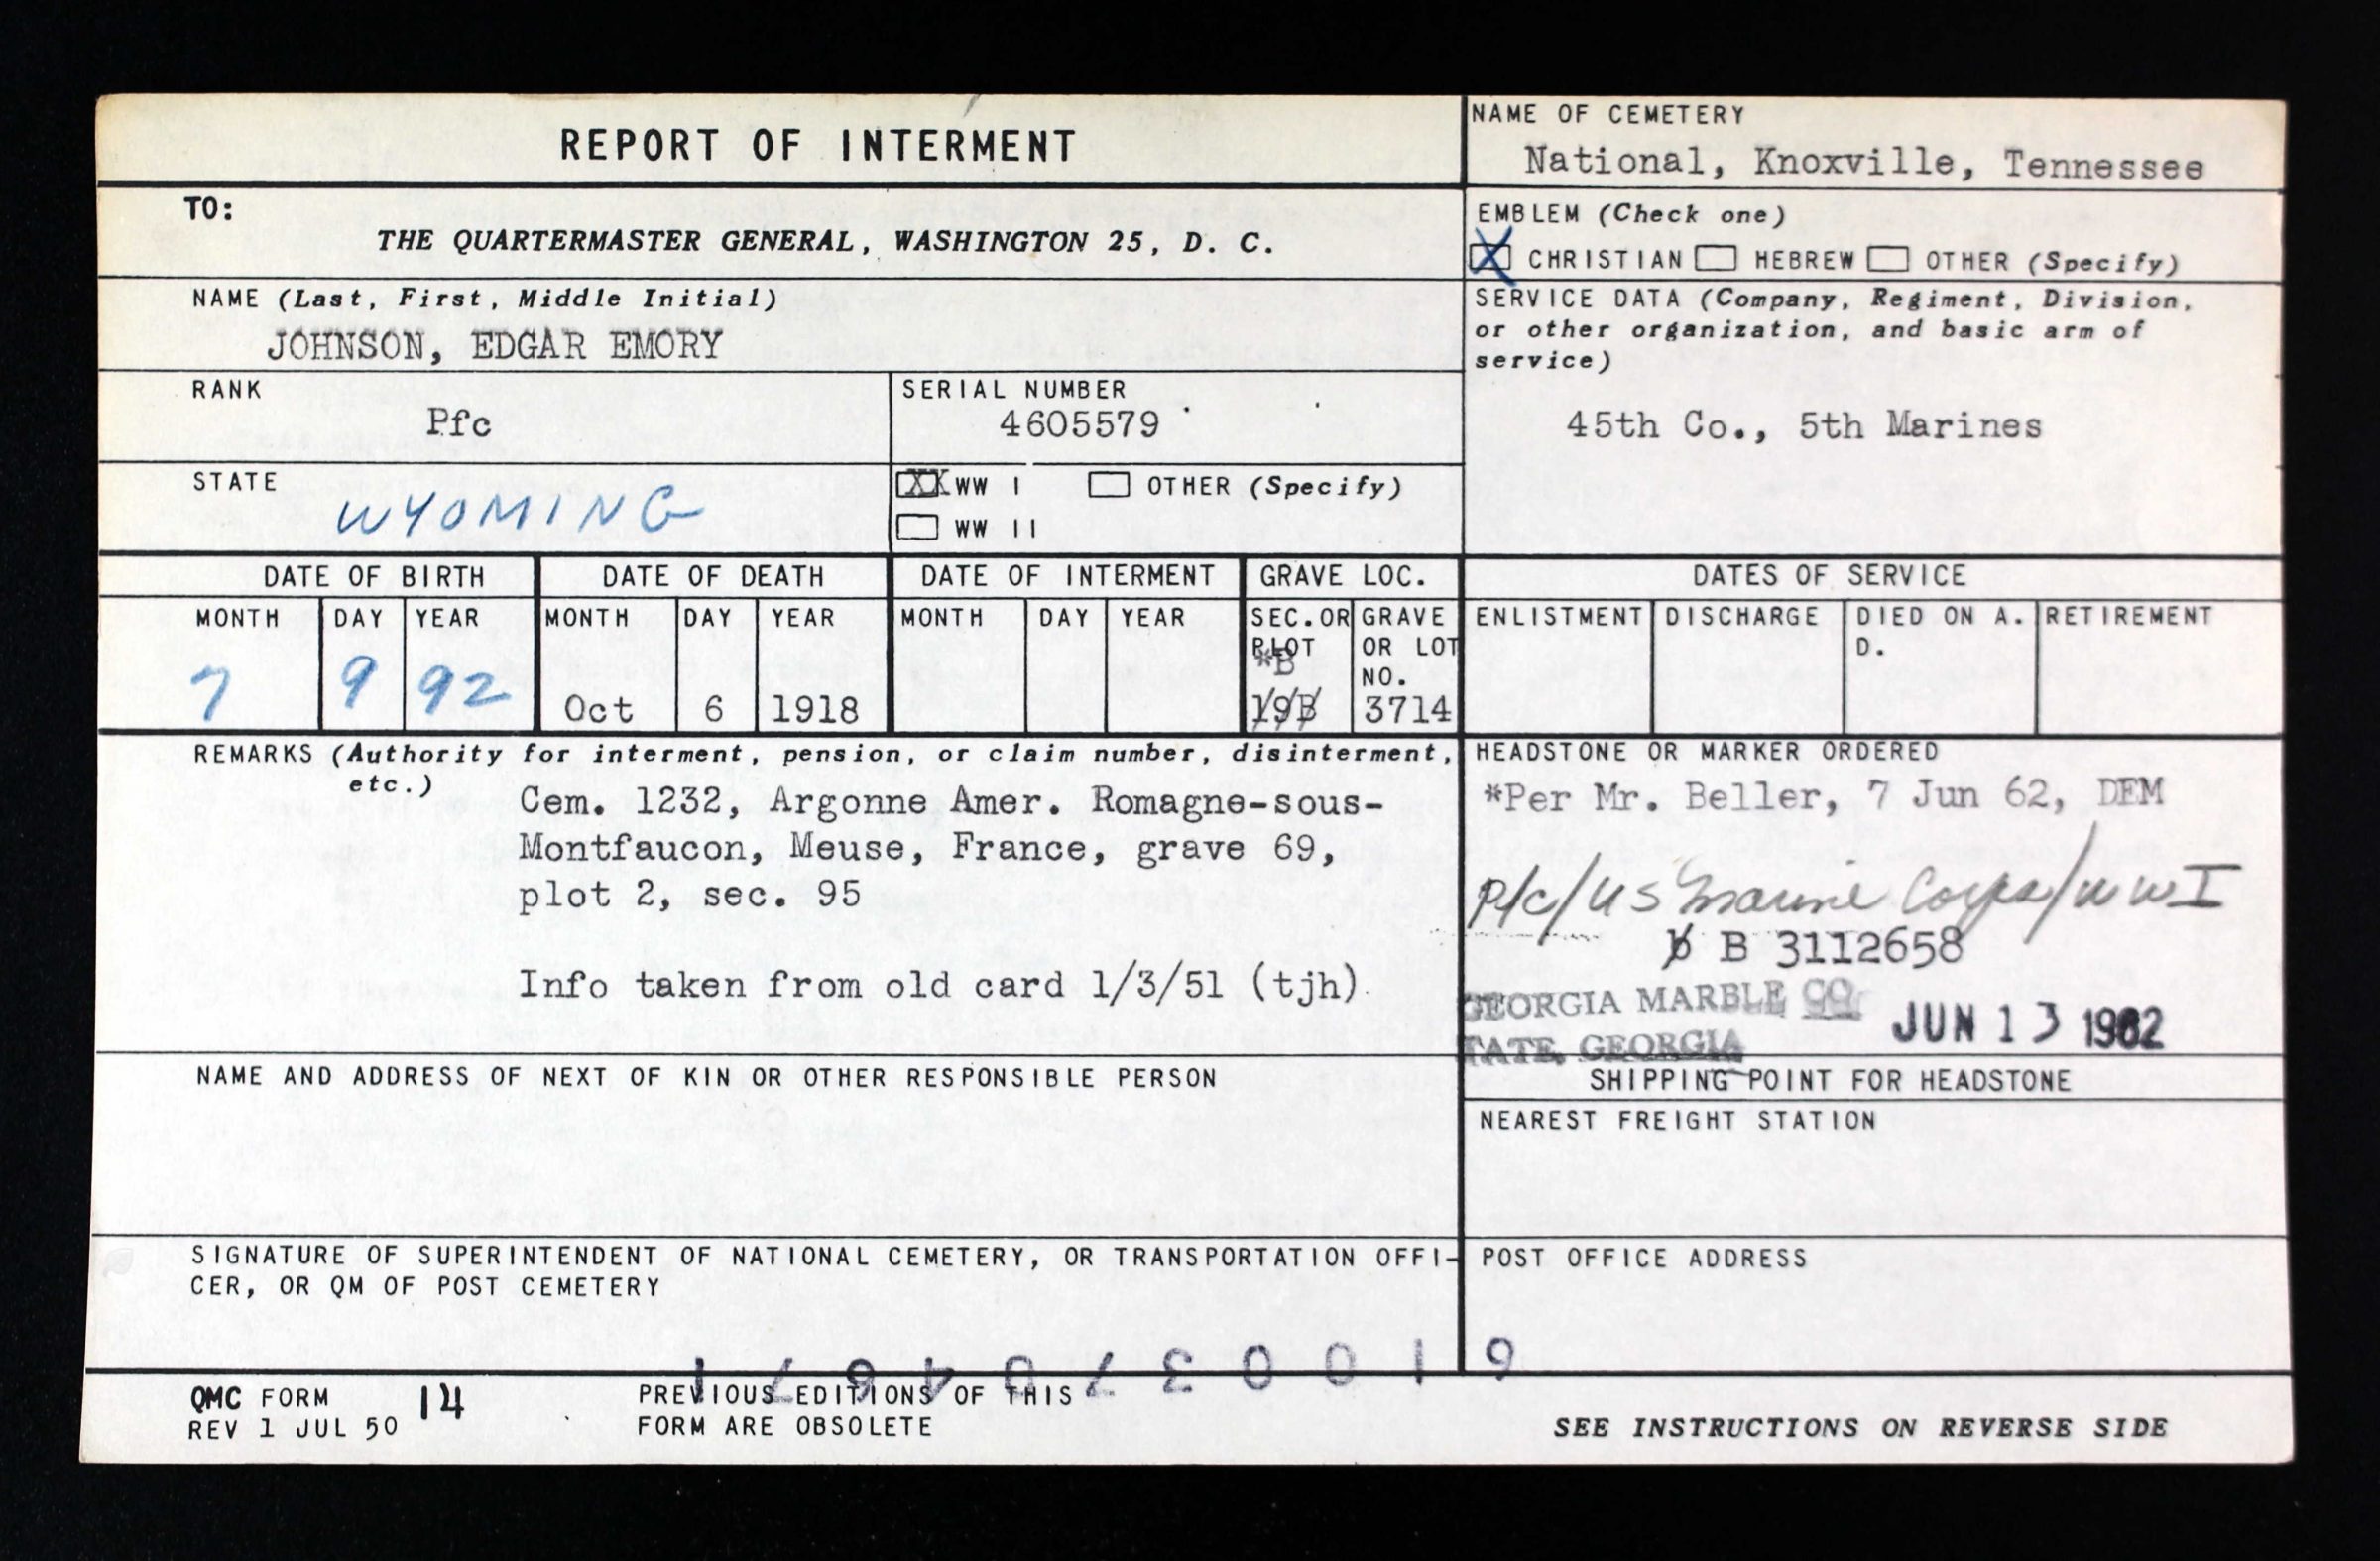 REPORT OF INTERMENT
NAME OF CEMETERY
National, Knoxville, Tennessee
TO:
THE QUARTERMASTER GENERAL, WASHINGTON 25, D. C.
EMBLEM (Check one)
X CHRISTIAN HEBREW OTHER (Specify)
NAME (Last, First, Middle Initial)
JOHNSON, EDGAR EMORY
SERVICE DATA (Company, Regiment, Division,
or other organization, and basic arm of
service)
45th Co., 5th Marines
RANK
Pfc
SERIAL NUMBER
4605579
STATE
WYOMING
XX WW I OTHER (Specify)
WW II
DATE OF BIRTH
MONTH DAY YEAR
7 9 92
DATE OF DEATH
MONTH DAY YEAR
Oct 6 1918
DATE OF INTERMENT
MONTH DAY YEAR
GRAVE LOC.
SEC. OR
PLOT
*B
19B
GRAVE
OR LOT
NO.
3714
DATES OF SERVICE
ENLISTMENT DISCHARGE DIED ON A. RETIREMENT
D.
REMARKS (Authority for interment, pension, or claim number, disinterment,
etc.)
Cem. 1232, Argonne Amer. Romagne-sous-
Montfaucon, Meuse, France, grave 69,
plot 2, sec. 95
Info taken from old card 1/3/51 (tjh)
HEADSTONE OR MARKER ORDERED
*Per Mr. Beller, 7 Jun 62, DEM
Pfc/US Marine Corps/WWI
b B 3112658
GEORGIA MARBLE CO
TATE, GEORGIA
JUN 13 1962
NAME AND ADDRESS OF NEXT OF KIN OR OTHER RESPONSIBLE PERSON
SHIPPING POINT FOR HEADSTONE
NEAREST FREIGHT STATION
SIGNATURE OF SUPERINTENDENT OF NATIONAL CEMETERY, OR TRANSPORTATION OFFI-
CER, OR QM OF POST CEMETERY
POST OFFICE ADDRESS
QMC FORM 14
REV 1 JUL 50
PREVIOUS EDITIONS OF THIS
FORM ARE OBSOLETE
SEE INSTRUCTIONS ON REVERSE SIDE